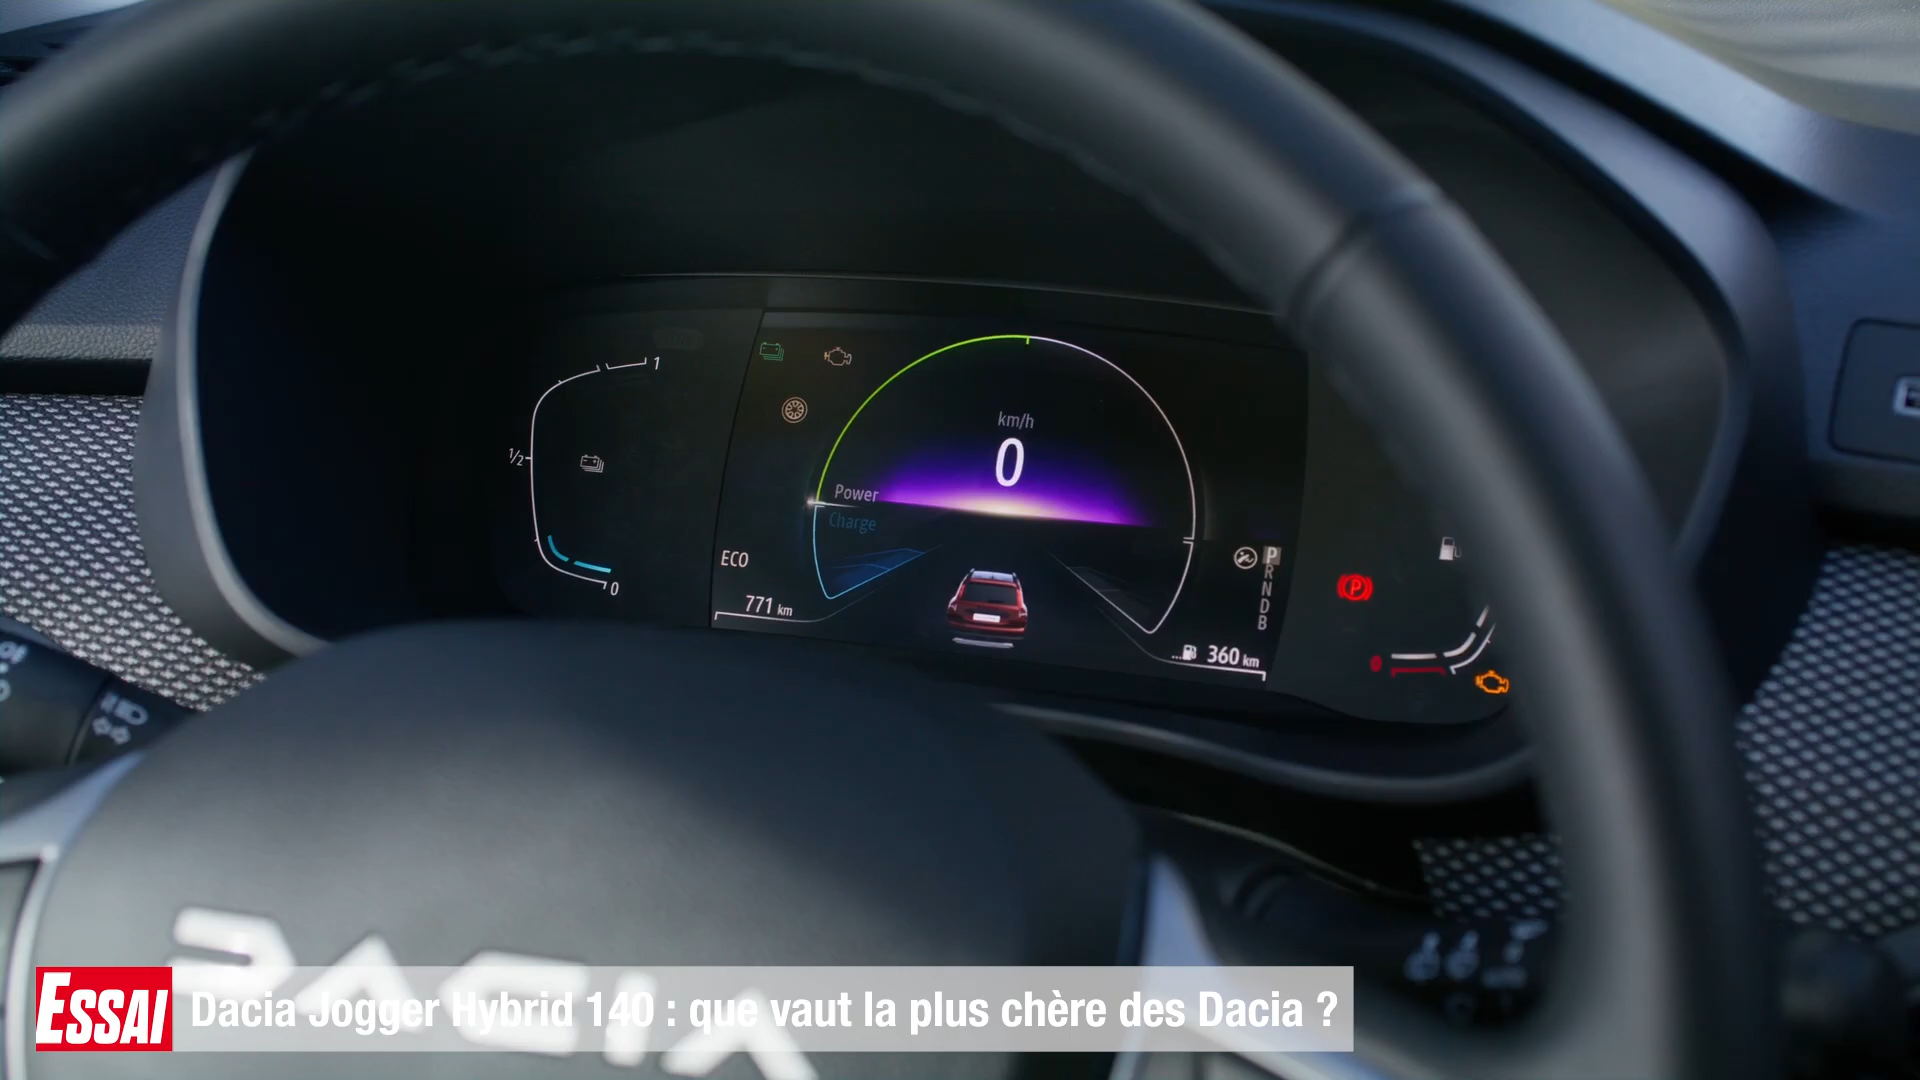 1
1/2
0
km/h
0
Power
Charge
ECO
771 km
P
R
N
D
B
... 360 km
P
0
DACIA
ESSAI
Dacia Jogger Hybrid 140 : que vaut la plus chère des Dacia ?